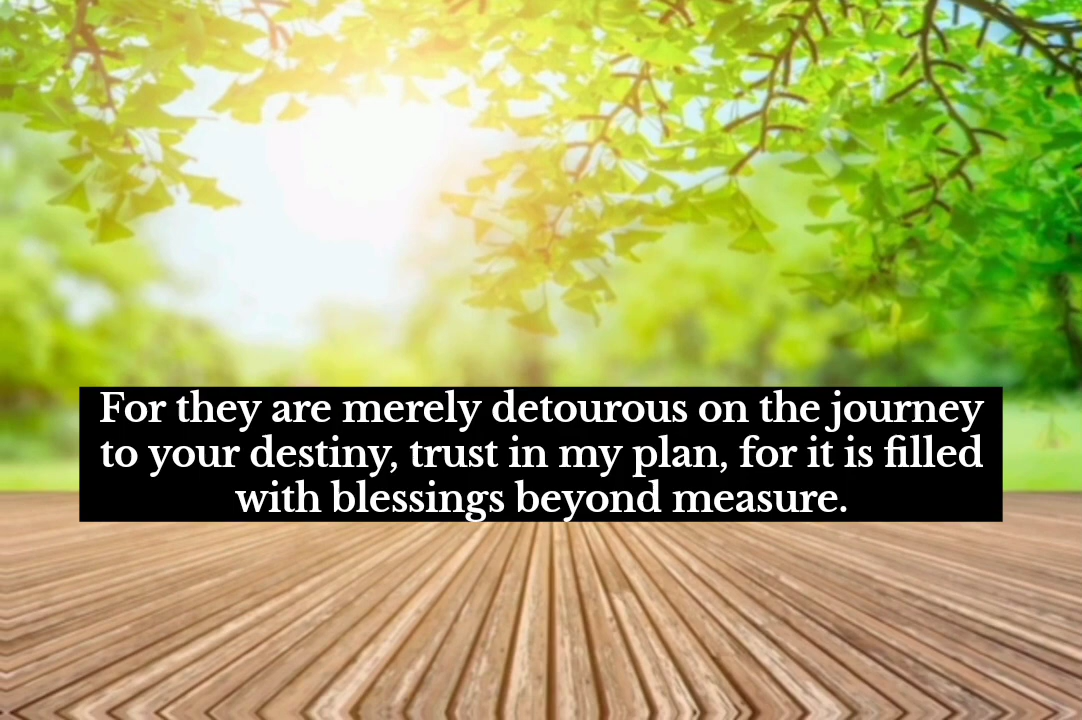 For they are merely detourous on the journey
to your destiny, trust in my plan, for it is filled
with blessings beyond measure.